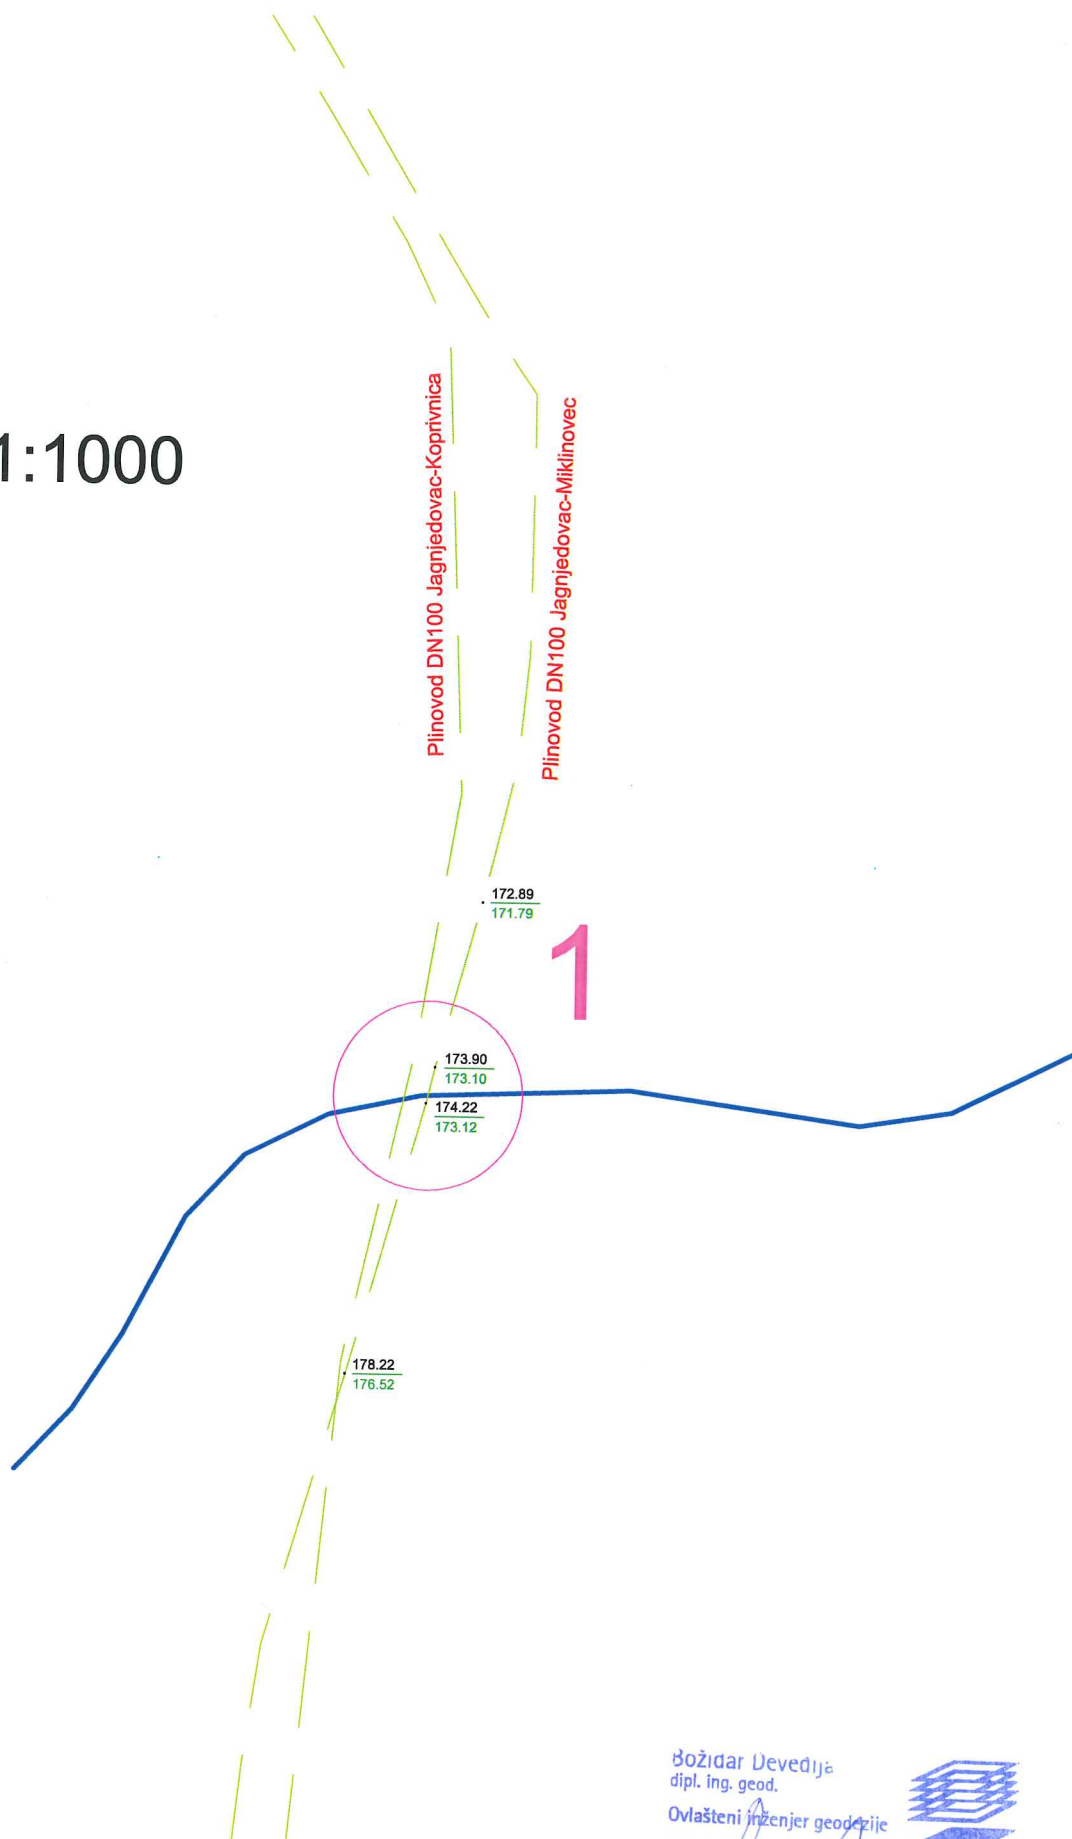 1:1000
Plinovod DN100 Jagnjedovac-Koprivnica
Plinovod DN100 Jagnjedovac-Miklinovec
172.89
171.79
1
173.90
173.10
174.22
173.12
178.22
176.52
Božidar Devedija
dipl. ing. geod.
Ovlašteni inženjer geodezije